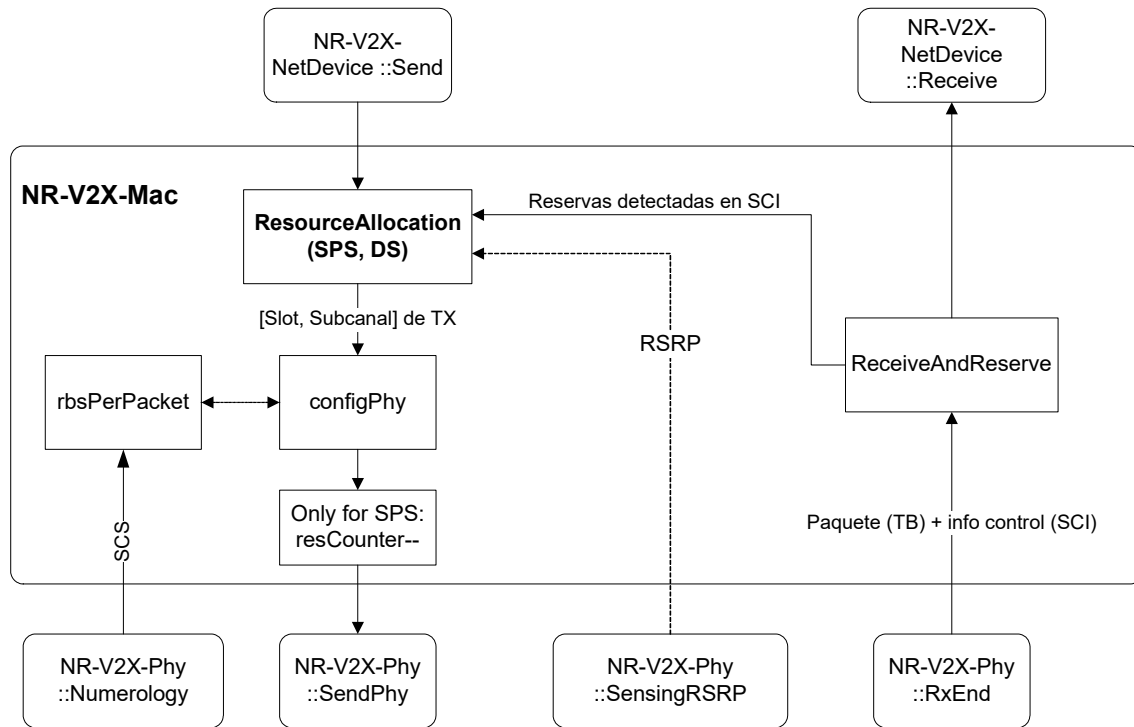 NR-V2X-
NetDevice ::Send
NR-V2X-
NetDevice
::Receive
NR-V2X-Mac
ResourceAllocation
(SPS, DS)
Reservas detectadas en SCI
[Slot, Subcanal] de TX
RSRP
rbsPerPacket
configPhy
ReceiveAndReserve
Only for SPS:
resCounter--
SCS
Paquete (TB) + info control (SCI)
NR-V2X-Phy
::Numerology
NR-V2X-Phy
::SendPhy
NR-V2X-Phy
::SensingRSRP
NR-V2X-Phy
::RxEnd